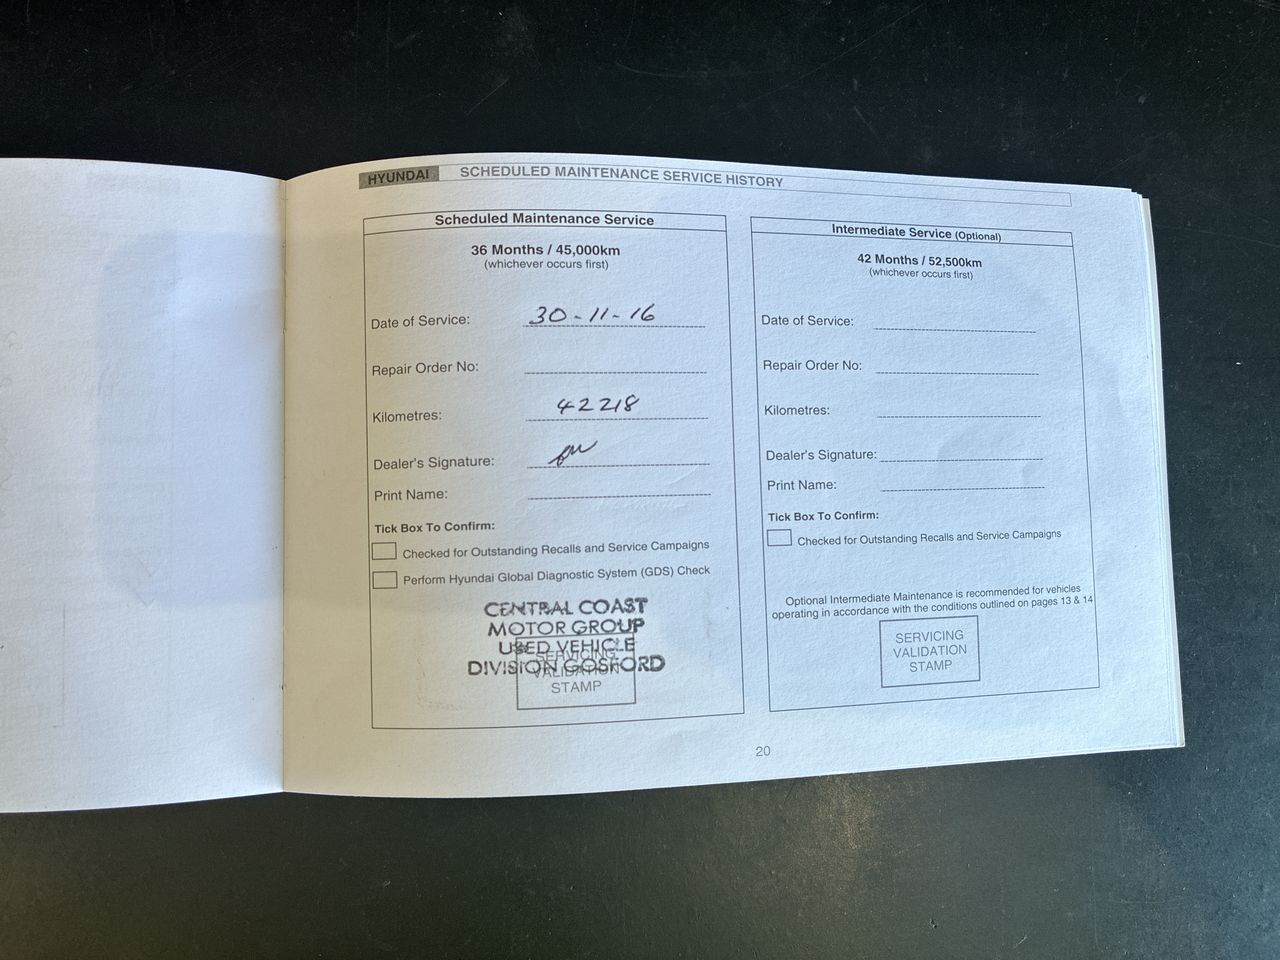 HYUNDAI SCHEDULED MAINTENANCE SERVICE HISTORY
Scheduled Maintenance Service
36 Months / 45,000km
(whichever occurs first)
Date of Service: 30-11-16
Repair Order No:
Kilometres: 42218
Dealer's Signature:
Print Name:
Tick Box To Confirm:
Checked for Outstanding Recalls and Service Campaigns
Perform Hyundai Global Diagnostic System (GDS) Check
CENTRAL COAST
MOTOR GROUP
USED VEHICLE
DIVISION GOSFORD
SERVICING
VALIDATION
STAMP
Intermediate Service (Optional)
42 Months / 52,500km
(whichever occurs first)
Date of Service:
Repair Order No:
Kilometres:
Dealer's Signature:
Print Name:
Tick Box To Confirm:
Checked for Outstanding Recalls and Service Campaigns
Optional Intermediate Maintenance is recommended for vehicles
operating in accordance with the conditions outlined on pages 13 & 14
SERVICING
VALIDATION
STAMP
20